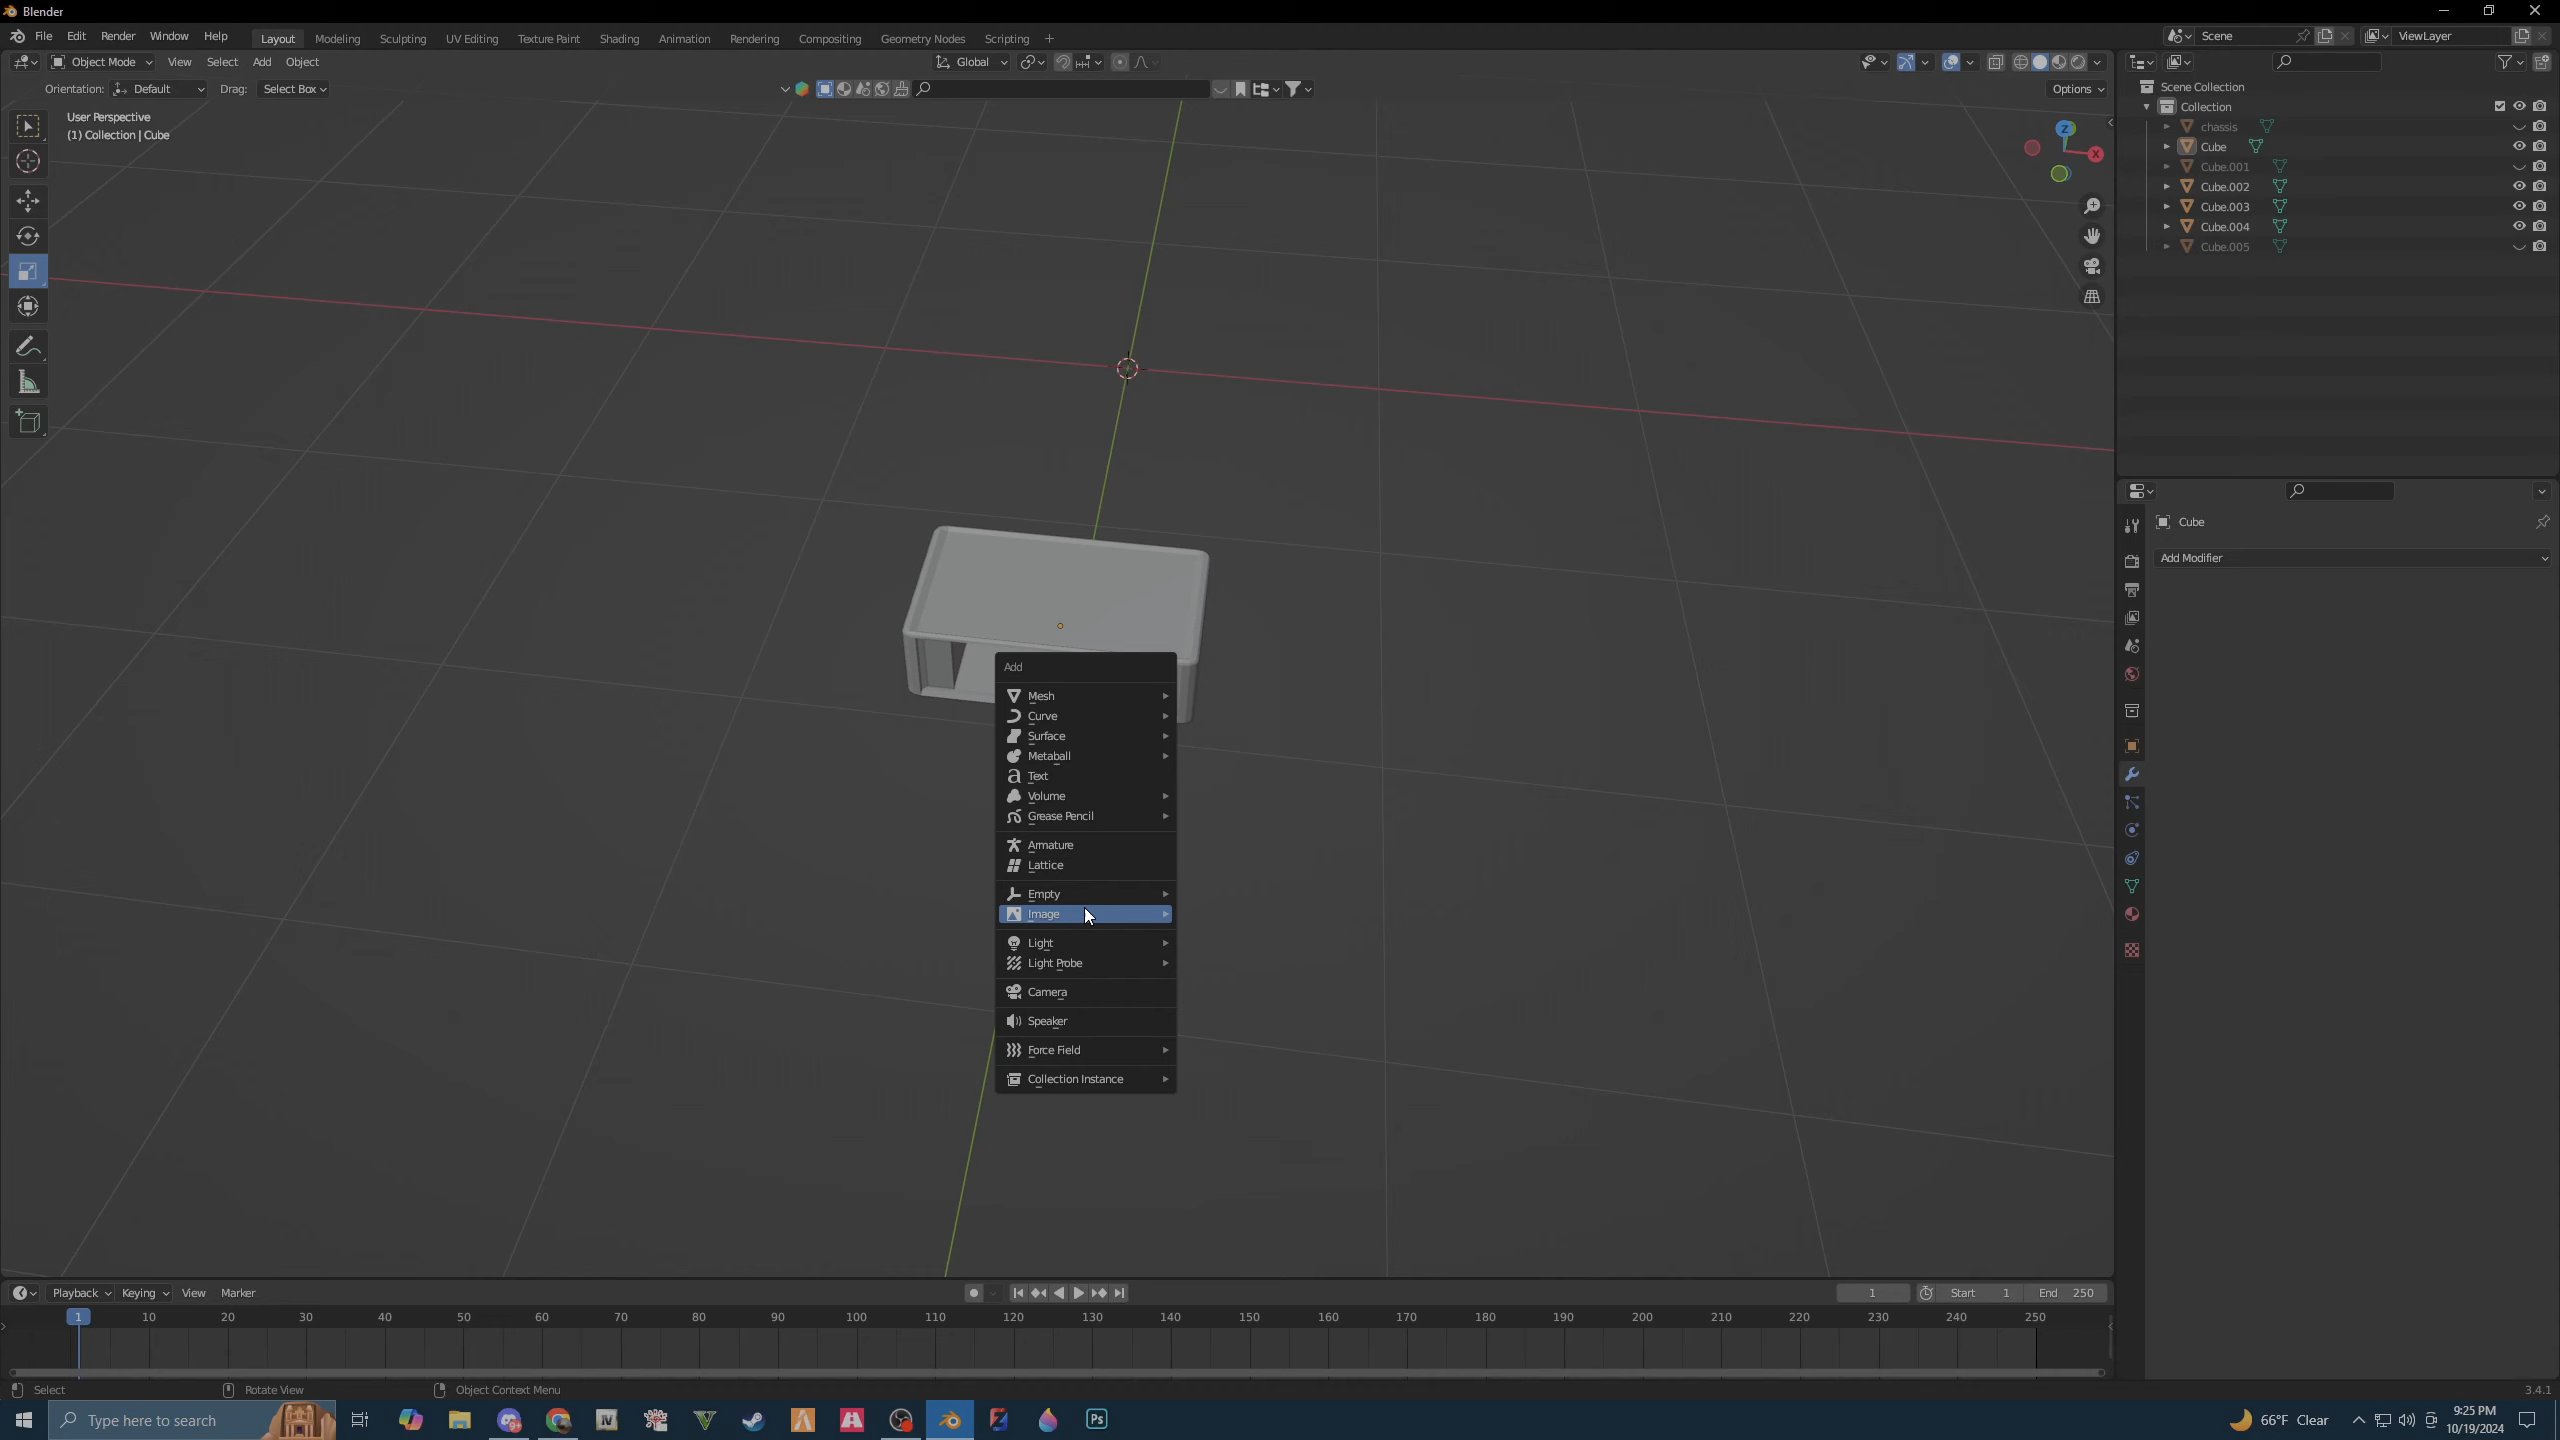 Blender
File Edit Render Window Help Layout Modeling Sculpting UV Editing Texture Paint Shading Animation Rendering Compositing Geometry Nodes Scripting + Scene ViewLayer
Object Mode View Select Add Object Global
Orientation: Default Drag: Select Box Options
User Perspective
(1) Collection | Cube
Z
X
Scene Collection
Collection
chassis
Cube
Cube.001
Cube.002
Cube.003
Cube.004
Cube.005
Cube
Add Modifier
Add
Mesh
Curve
Surface
Metaball
Text
Volume
Grease Pencil
Armature
Lattice
Empty
Image
Light
Light Probe
Camera
Speaker
Force Field
Collection Instance
Playback Keying View Marker 1 Start 1 End 250
1 10 20 30 40 50 60 70 80 90 100 110 120 130 140 150 160 170 180 190 200 210 220 230 240 250
Select Rotate View Object Context Menu 3.4.1
Type here to search Ps 66°F Clear 9:25 PM
10/19/2024